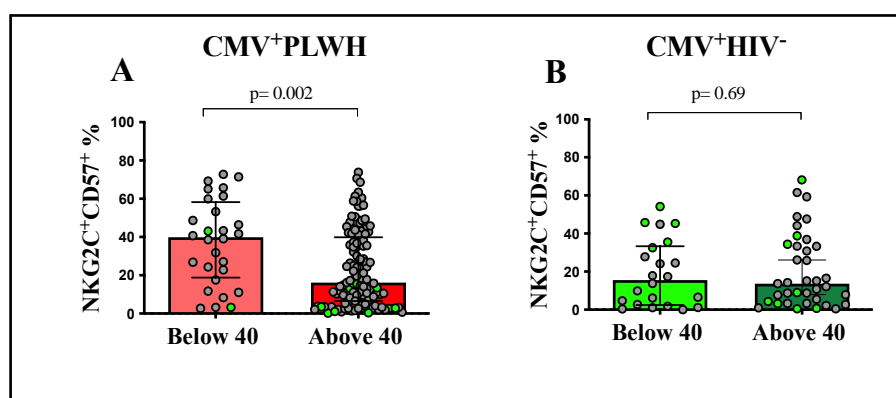 CMV⁺PLWH
A
p= 0.002
NKG2C⁺CD57⁺ %
100
80
60
40
20
0
Below 40
Above 40
CMV⁺HIV⁻
B
p= 0.69
NKG2C⁺CD57⁺ %
100
80
60
40
20
0
Below 40
Above 40